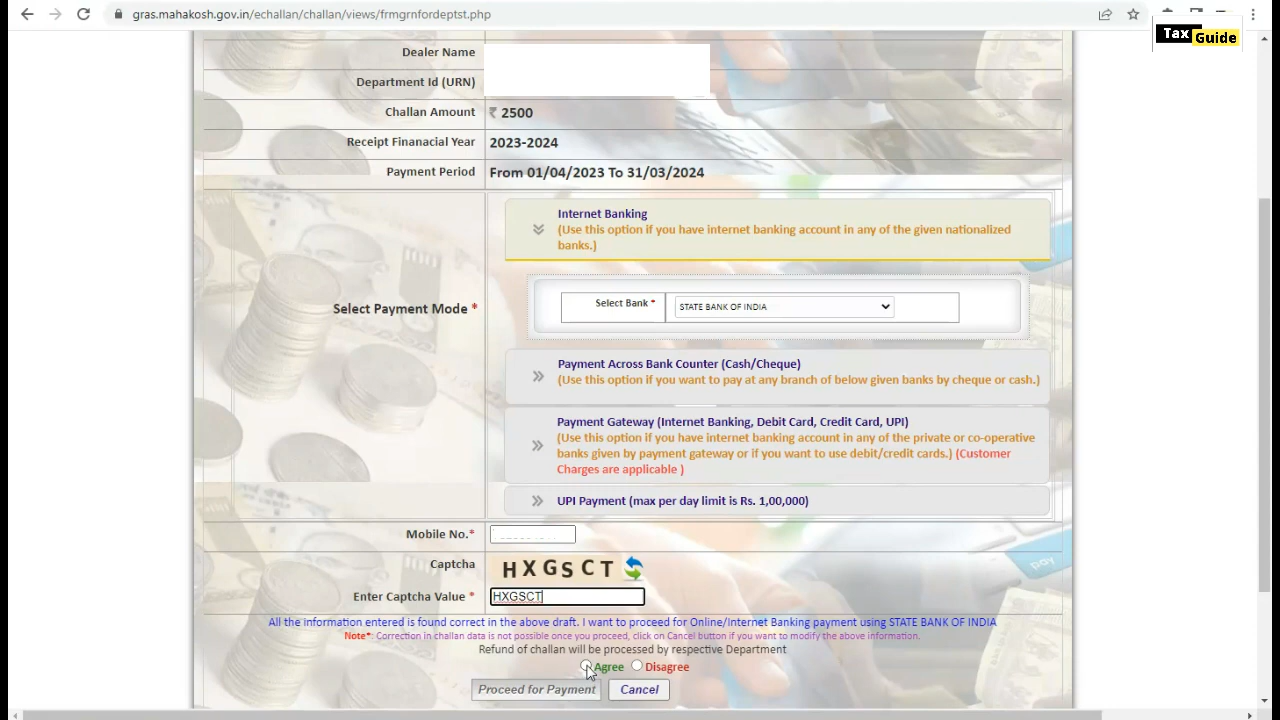 gras.mahakosh.gov.in/echallan/challan/views/frmgrnfordeptst.php
Tax
Guide
Dealer Name
Department Id (URN)
Challan Amount ₹ 2500
Receipt Finanacial Year 2023-2024
Payment Period From 01/04/2023 To 31/03/2024
Select Payment Mode *
Internet Banking
(Use this option if you have internet banking account in any of the given nationalized
banks.)
Select Bank * STATE BANK OF INDIA
Payment Across Bank Counter (Cash/Cheque)
(Use this option if you want to pay at any branch of below given banks by cheque or cash.)
Payment Gateway (Internet Banking, Debit Card, Credit Card, UPI)
(Use this option if you have internet banking account in any of the private or co-operative
banks given by payment gateway or if you want to use debit/credit cards.) (Customer
Charges are applicable )
UPI Payment (max per day limit is Rs. 1,00,000)
Mobile No.*
Captcha HXGSCT
Enter Captcha Value * HXGSCT
All the information entered is found correct in the above draft. I want to proceed for Online/Internet Banking payment using STATE BANK OF INDIA
Note*: Correction in challan data is not possible once you proceed, click on Cancel button if you want to modify the above information.
Refund of challan will be processed by respective Department
Agree Disagree
Proceed for Payment Cancel